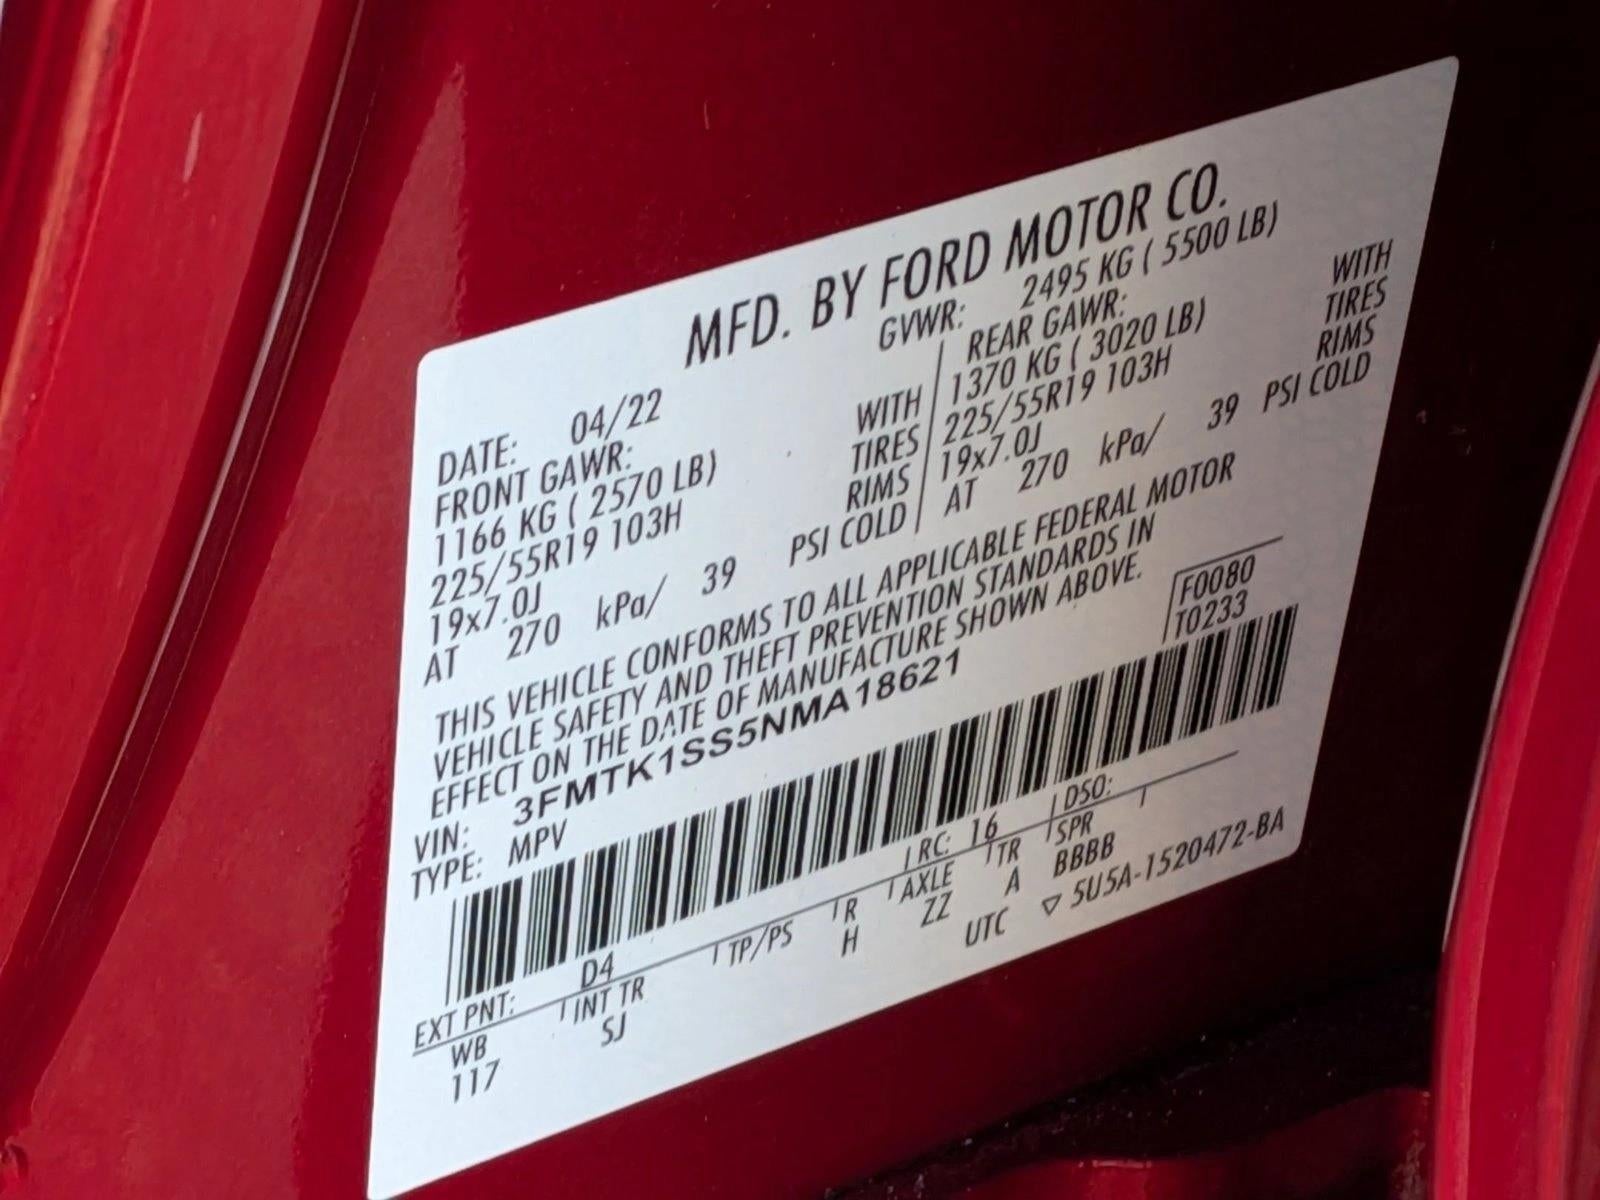 MFD. BY FORD MOTOR CO.
DATE: 04/22 GVWR: 2495 KG ( 5500 LB)
FRONT GAWR: REAR GAWR:
1166 KG ( 2570 LB) WITH 1370 KG ( 3020 LB) WITH
225/55R19 103H TIRES 225/55R19 103H TIRES
19x7.0J RIMS 19x7.0J RIMS
AT 270 kPa/ 39 PSI COLD AT 270 kPa/ 39 PSI COLD
THIS VEHICLE CONFORMS TO ALL APPLICABLE FEDERAL MOTOR
VEHICLE SAFETY AND THEFT PREVENTION STANDARDS IN
EFFECT ON THE DATE OF MANUFACTURE SHOWN ABOVE.
VIN: 3FMTK1SS5NMA18621 F0080
TYPE: MPV T0233
EXT PNT: D4 RC: 16 DSO:
WB INT TR TP/PS R AXLE TR SPR
117 SJ H ZZ A BBBB
UTC ▽ 5U5A-1520472-BA